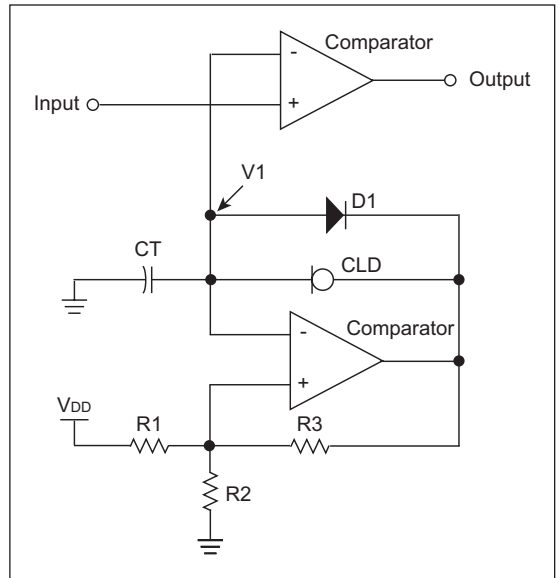 Comparator
-
+
Input
Output
V1
D1
CT
CLD
Comparator
-
+
VDD
R1
R3
R2